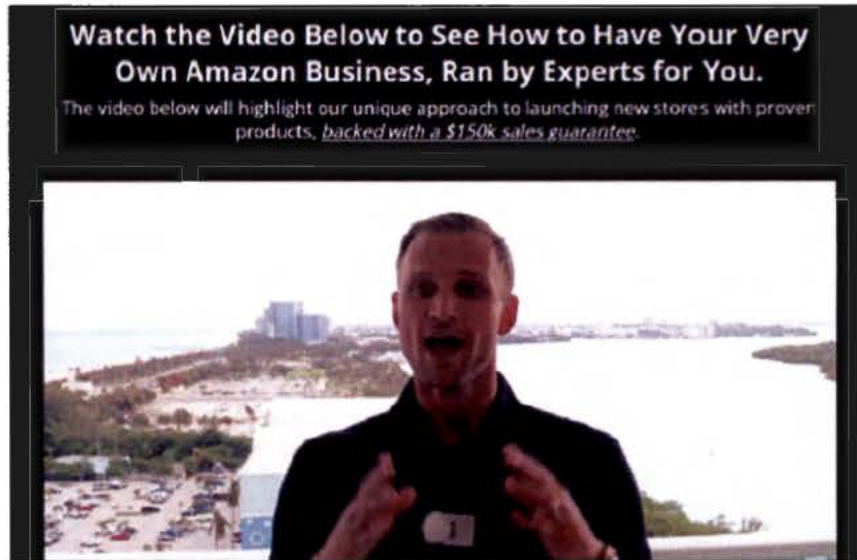 Watch the Video Below to See How to Have Your Very
Own Amazon Business, Ran by Experts for You.
The video below will highlight our unique approach to launching new stores with proven
products, backed with a $150k sales guarantee.
1